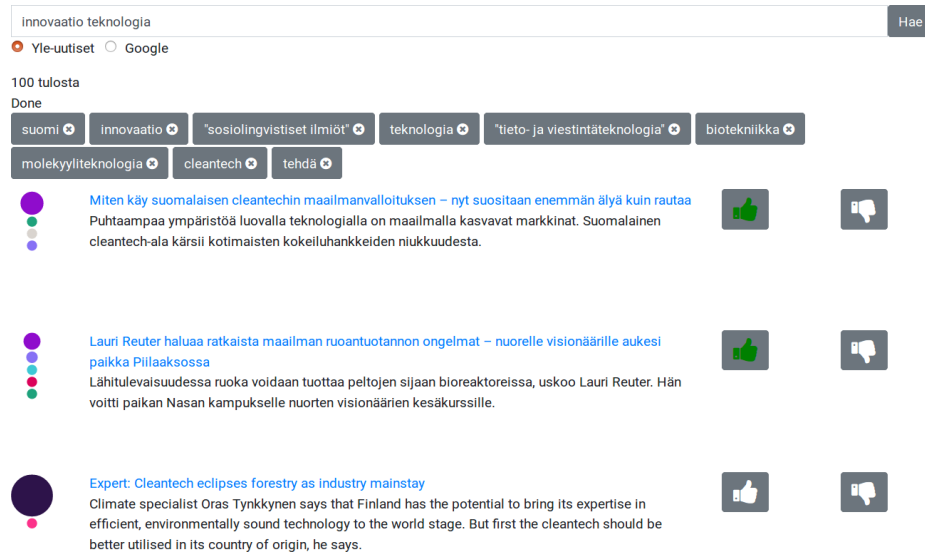 innovaatio teknologia
Hae
Yle-uutiset Google
100 tulosta
Done
suomi innovaatio "sosiolingvistiset ilmiöt" teknologia "tieto- ja viestintäteknologia" biotekniikka
molekyyliteknologia cleantech tehdä
Miten käy suomalaisen cleantechin maailmanvalloituksen – nyt suositaan enemmän älyä kuin rautaa
Puhtaampaa ympäristöä luovalla teknologialla on maailmalla kasvavat markkinat. Suomalainen
cleantech-ala kärsii kotimaisten kokeiluhankkeiden niukkuudesta.
Lauri Reuter haluaa ratkaista maailman ruoantuotannon ongelmat – nuorelle visionäärille aukesi
paikka Piilaaksossa
Lähitulevaisuudessa ruoka voidaan tuottaa peltojen sijaan bioreaktoreissa, uskoo Lauri Reuter. Hän
voitti paikan Nasan kampukselle nuorten visionäärien kesäkurssille.
Expert: Cleantech eclipses forestry as industry mainstay
Climate specialist Oras Tynkkynen says that Finland has the potential to bring its expertise in
efficient, environmentally sound technology to the world stage. But first the cleantech should be
better utilised in its country of origin, he says.